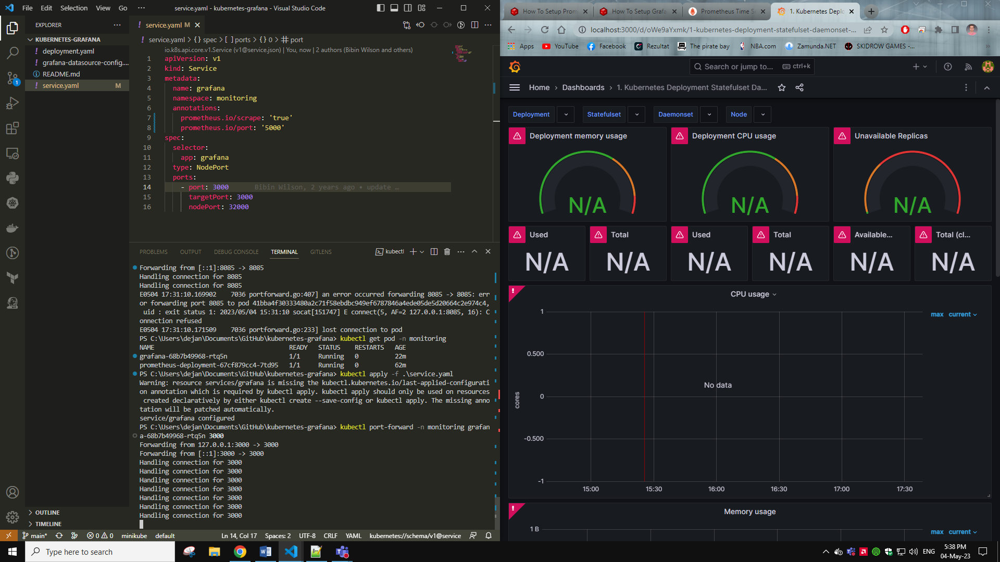 File Edit Selection View Go ···
service.yaml - kubernetes-grafana - Visual Studio Code
EXPLORER ···
KUBERNETES-GRAFANA
! deployment.yaml
! grafana-datasource-config....
README.md
! service.yaml M
1
! service.yaml M ×
! service.yaml > {} spec > [ ] ports > {} 0 > port
io.k8s.api.core.v1.Service (v1@service.json) | You, now | 2 authors (Bibin Wilson and others)
1 apiVersion: v1
2 kind: Service
3 metadata:
4 name: grafana
5 namespace: monitoring
6 annotations:
7 prometheus.io/scrape: 'true'
8 prometheus.io/port: '5000'
9 spec:
10 selector:
11 app: grafana
12 type: NodePort
13 ports:
14 - port: 3000 Bibin Wilson, 2 years ago • update …
15 targetPort: 3000
16 nodePort: 32000
PROBLEMS OUTPUT DEBUG CONSOLE TERMINAL GITLENS kubectl
Forwarding from [::1]:8085 -> 8085
Handling connection for 8085
Handling connection for 8085
E0504 17:31:10.169902 7036 portforward.go:407] an error occurred forwarding 8085 -> 8085: err
or forwarding port 8085 to pod 41bba4f30333480a2c71f58ebdbc949ef6787846a4ede05de5d20664c2e974c4,
uid : exit status 1: 2023/05/04 15:31:10 socat[151747] E connect(5, AF=2 127.0.0.1:8085, 16): C
onnection refused
E0504 17:31:10.171509 7036 portforward.go:233] lost connection to pod
PS C:\Users\dejan\Documents\GitHub\kubernetes-grafana> kubectl get pod -n monitoring
NAME READY STATUS RESTARTS AGE
grafana-68b7b49968-rtq5n 1/1 Running 0 22m
prometheus-deployment-67cf879cc4-7td95 1/1 Running 0 62m
PS C:\Users\dejan\Documents\GitHub\kubernetes-grafana> kubectl apply -f .\service.yaml
Warning: resource services/grafana is missing the kubectl.kubernetes.io/last-applied-configurati
on annotation which is required by kubectl apply. kubectl apply should only be used on resources
created declaratively by either kubectl create --save-config or kubectl apply. The missing anno
tation will be patched automatically.
service/grafana configured
PS C:\Users\dejan\Documents\GitHub\kubernetes-grafana> kubectl port-forward -n monitoring grafan
a-68b7b49968-rtq5n 3000
Forwarding from 127.0.0.1:3000 -> 3000
Forwarding from [::1]:3000 -> 3000
Handling connection for 3000
Handling connection for 3000
Handling connection for 3000
Handling connection for 3000
Handling connection for 3000
Handling connection for 3000
Handling connection for 3000
OUTLINE
TIMELINE
main* 0 0 minikube default Ln 14, Col 17 Spaces: 2 UTF-8 CRLF YAML kubernetes://schema/v1@service
How To Setup Prom
How To Setup Grafa
Prometheus Time S
1. Kubernetes Deplo
localhost:3000/d/oWe9aYxmk/1-kubernetes-deployment-statefulset-daemonset-...
Apps YouTube Facebook Rezultat The pirate bay NBA.com Zamunda.NET SKIDROW GAMES -... »
Search or jump to... ctrl+k
Home > Dashboards > 1. Kubernetes Deployment Statefulset Da...
Deployment Statefulset Daemonset Node
Deployment memory usage
N/A
Deployment CPU usage
N/A
Unavailable Replicas
N/A
Used
N/A
Total
N/A
Used
N/A
Total
N/A
Available...
N/A
Total (cl...
N/A
! CPU usage
max current
1
0.500
0
-0.500
-1
cores
No data
15:00 15:30 16:00 16:30 17:00 17:30
! Memory usage
max current
1 B
Type here to search
ENG
5:38 PM
04-May-23